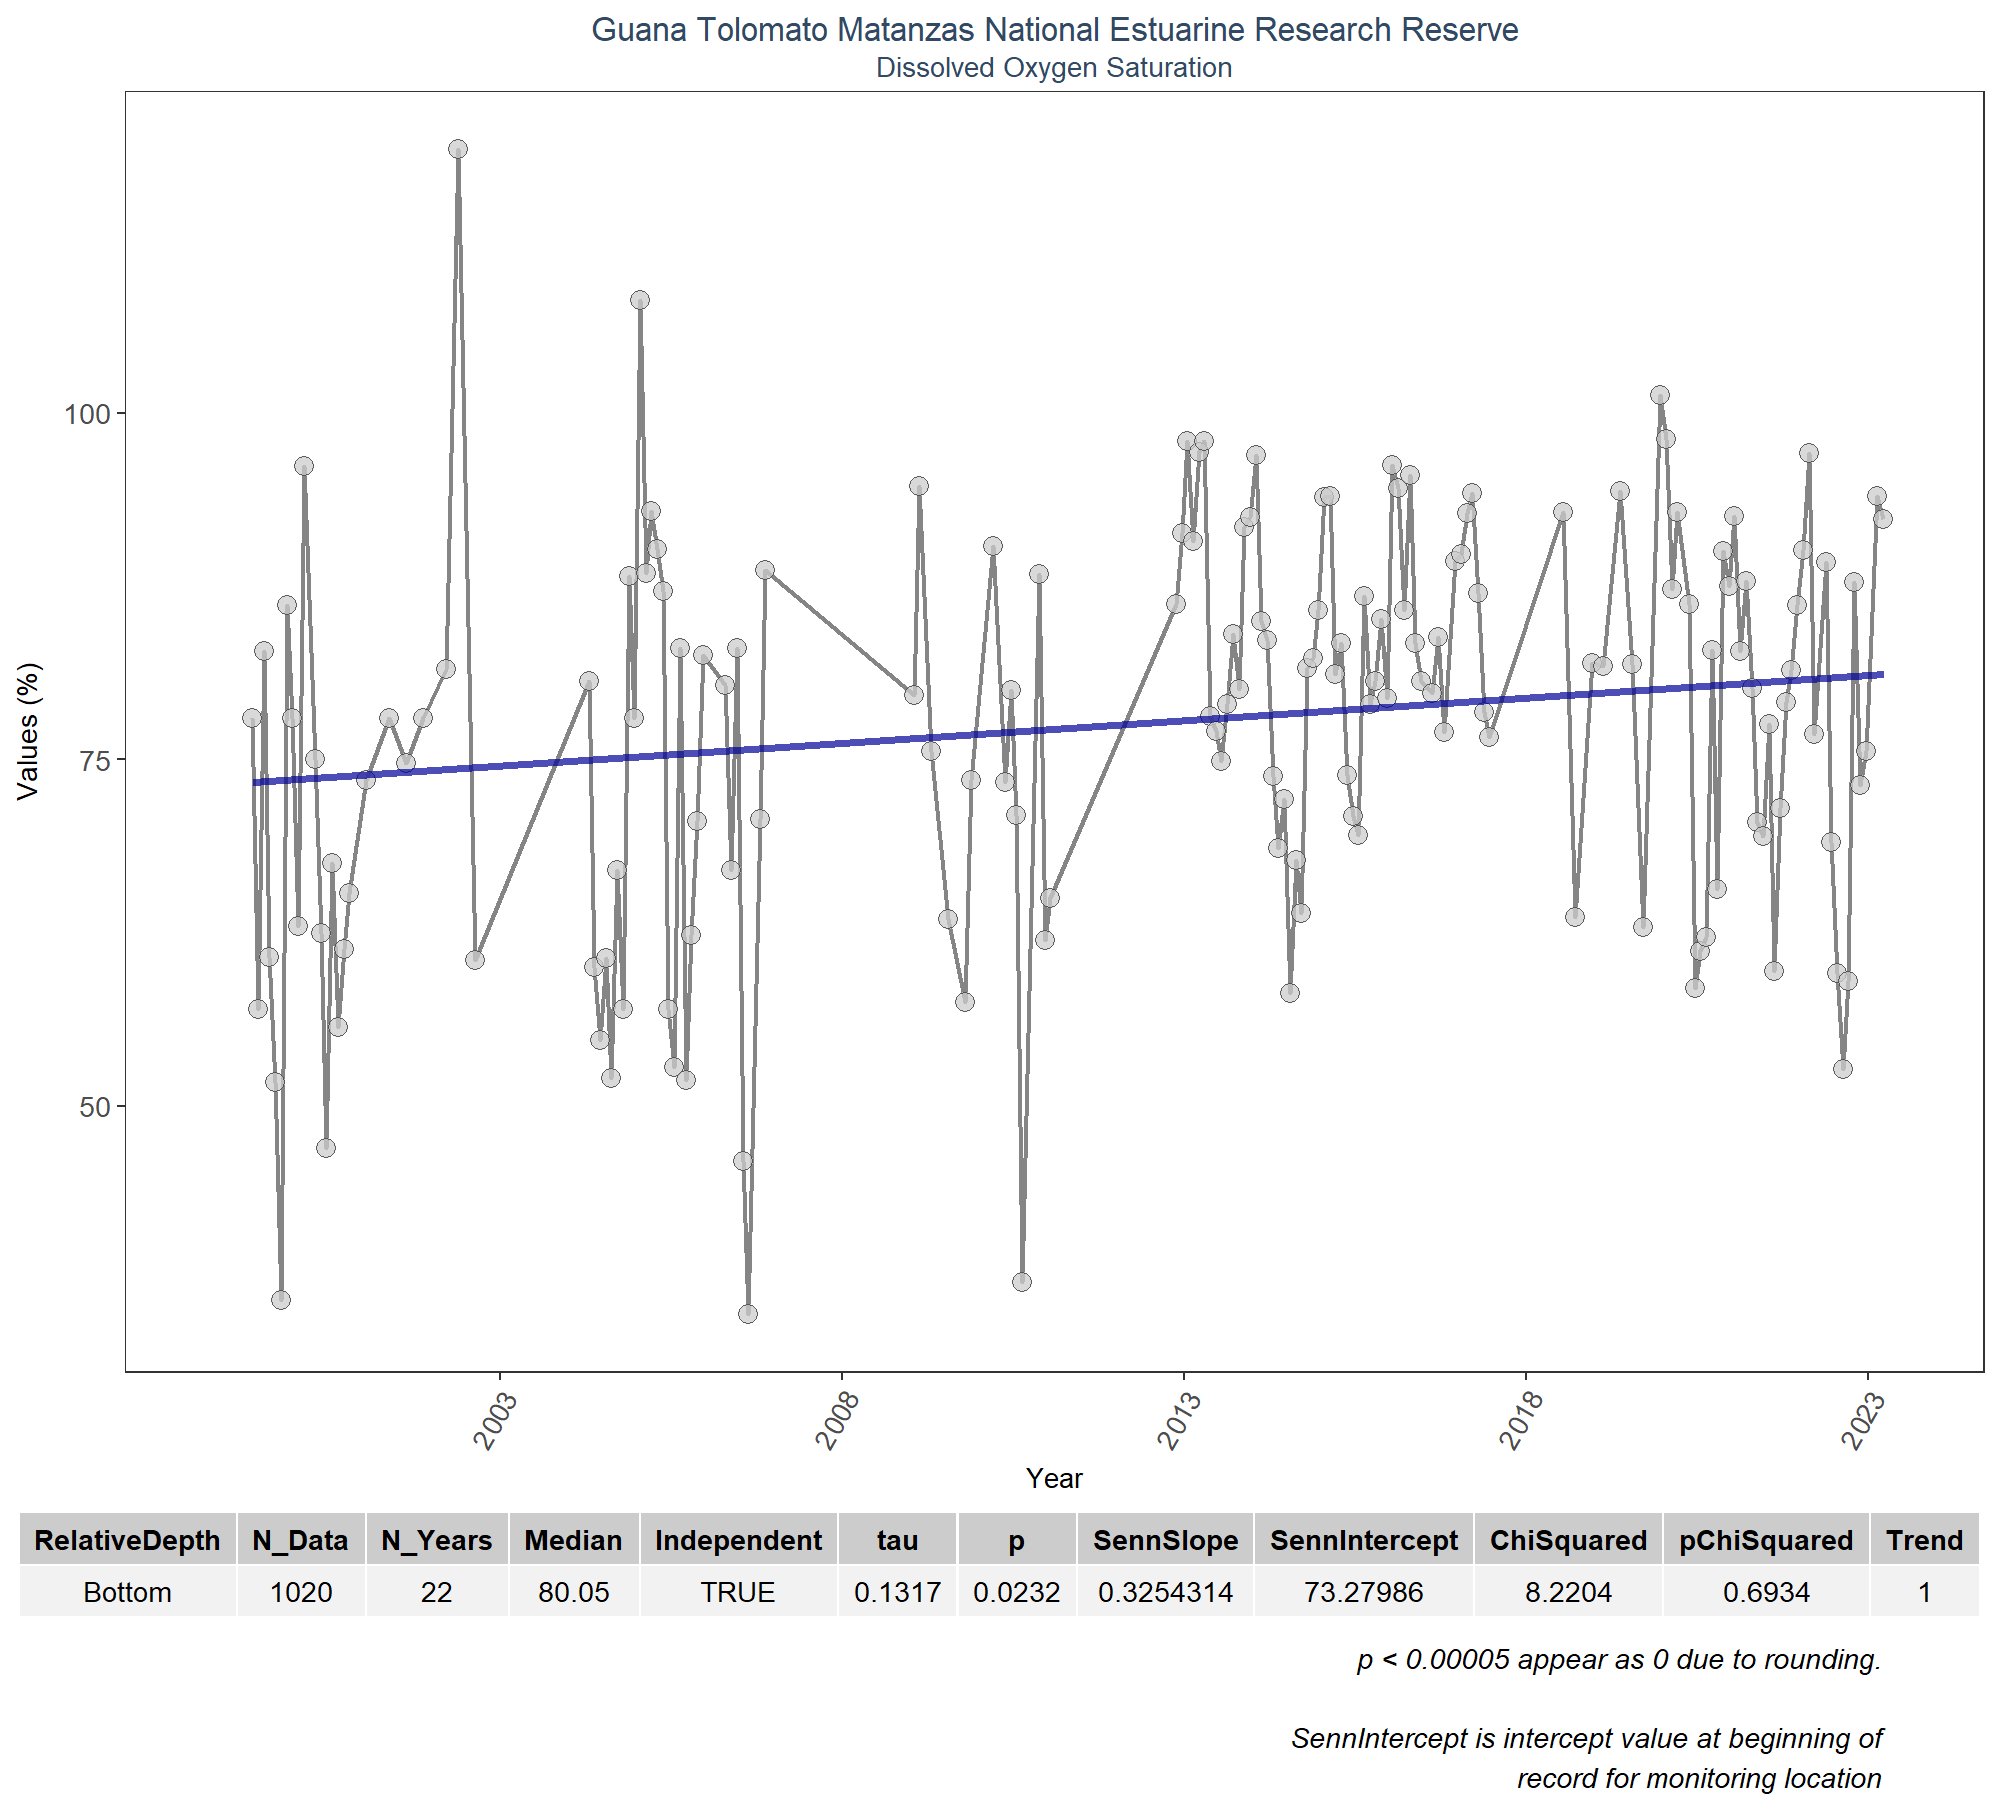 Guana Tolomato Matanzas National Estuarine Research Reserve
Dissolved Oxygen Saturation
Values (%)
100
75
50
2003 2008 2013 2018 2023
Year
RelativeDepth N_Data N_Years Median Independent tau p SennSlope SennIntercept ChiSquared pChiSquared Trend
Bottom 1020 22 80.05 TRUE 0.1317 0.0232 0.3254314 73.27986 8.2204 0.6934 1
p < 0.00005 appear as 0 due to rounding.
SennIntercept is intercept value at beginning of
record for monitoring location